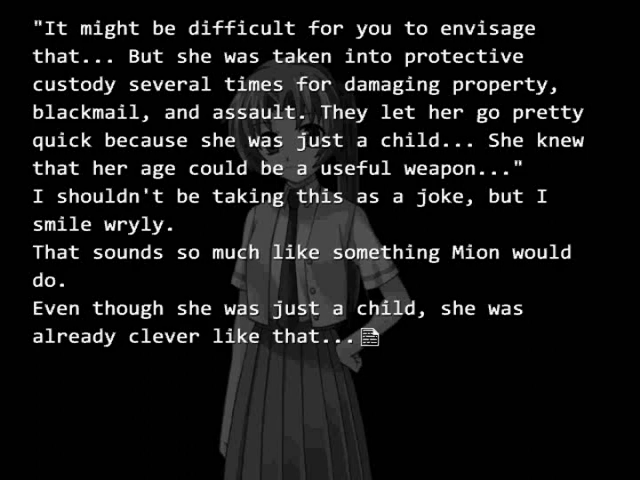 "It might be difficult for you to envisage
that... But she was taken into protective
custody several times for damaging property,
blackmail, and assault. They let her go pretty
quick because she was just a child... She knew
that her age could be a useful weapon..."
I shouldn't be taking this as a joke, but I
smile wryly.
That sounds so much like something Mion would
do.
Even though she was just a child, she was
already clever like that...